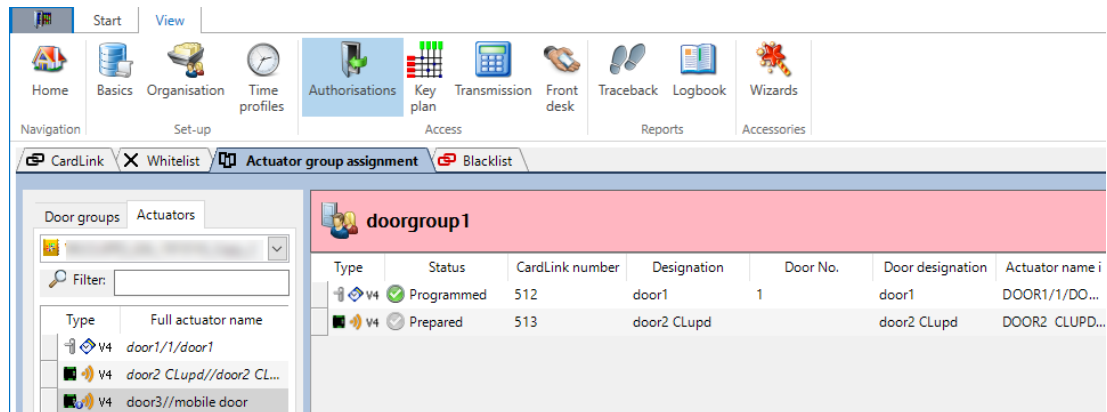 Start View
Home Basics Organisation Time profiles Authorisations Key plan Transmission Front desk Traceback Logbook Wizards
Navigation Set-up Access Reports Accessories
CardLink Whitelist Actuator group assignment Blacklist
Door groups Actuators
Filter:
Type Full actuator name
V4 door1/1/door1
V4 door2 CLupd//door2 CL...
V4 door3//mobile door
doorgroup1
Type Status CardLink number Designation Door No. Door designation Actuator name i
V4 Programmed 512 door1 1 door1 DOOR1/1/DO...
V4 Prepared 513 door2 CLupd door2 CLupd DOOR2 CLUPD...